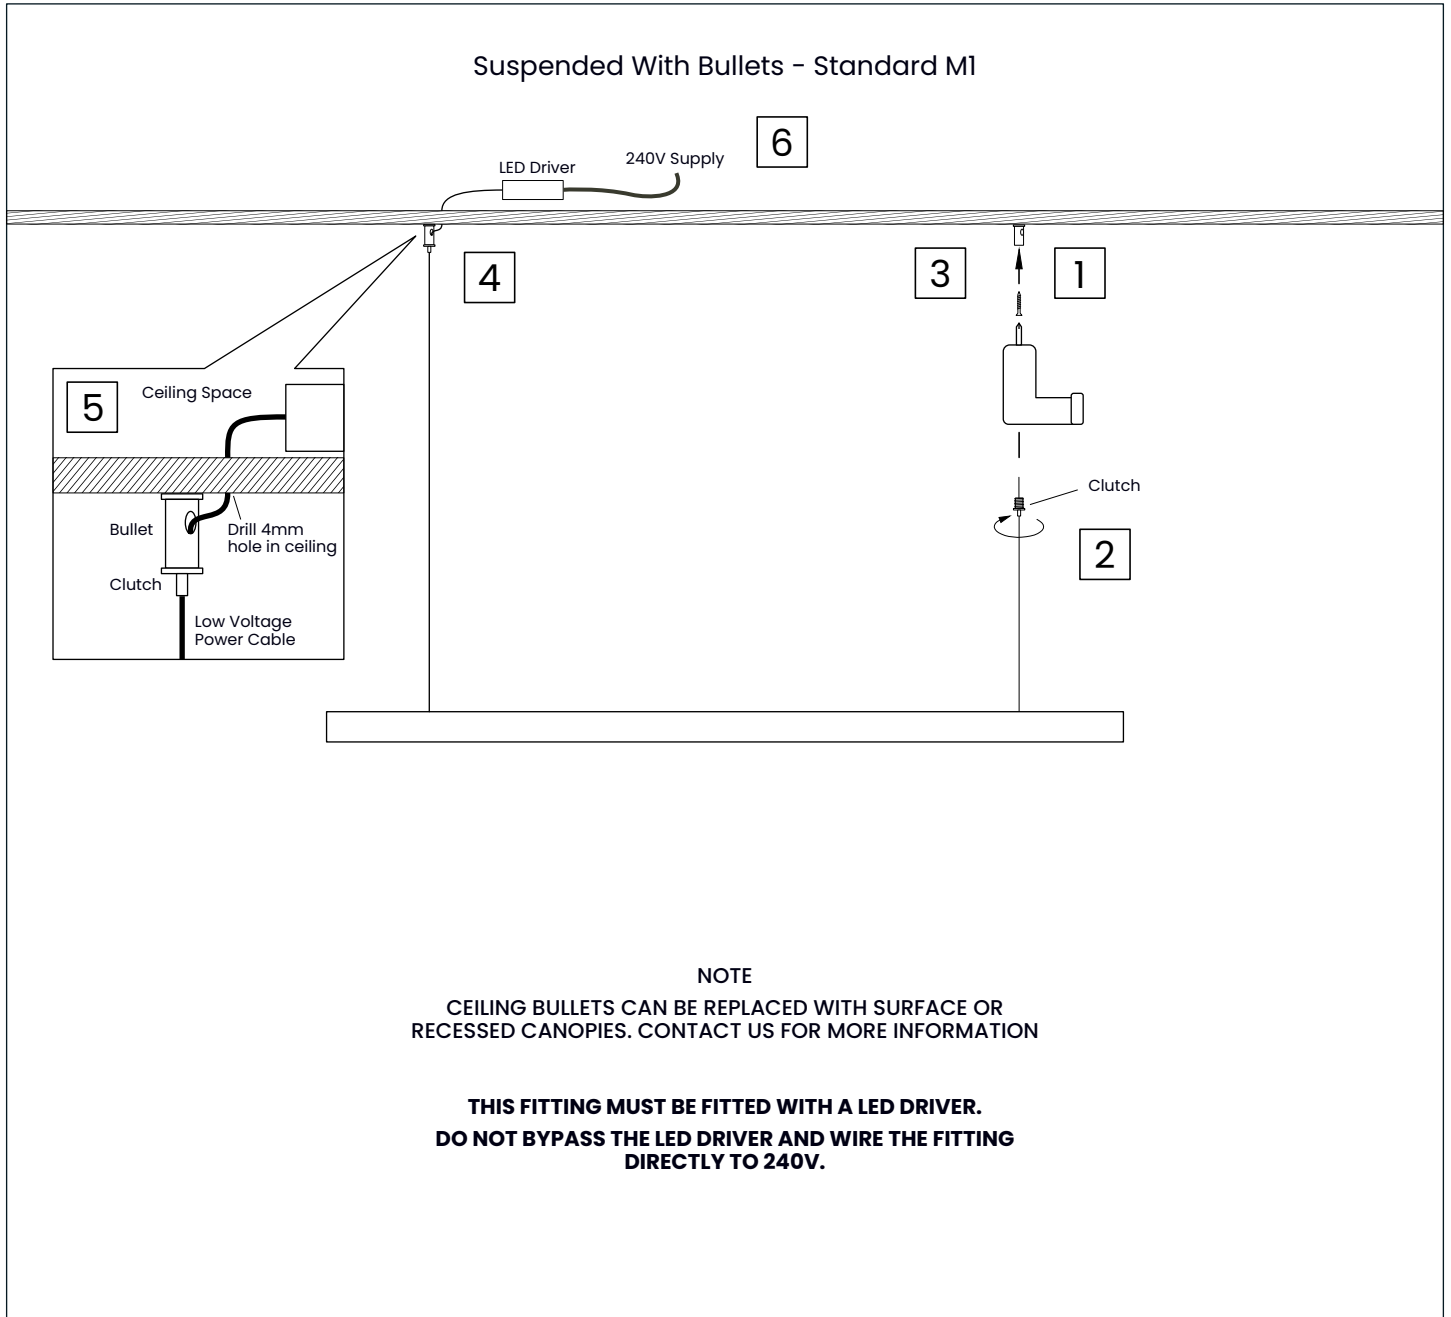 Suspended With Bullets - Standard M1
6
LED Driver
240V Supply
4
3
1
5
Ceiling Space
Bullet
Drill 4mm
hole in ceiling
Clutch
Low Voltage
Power Cable
Clutch
2
NOTE
CEILING BULLETS CAN BE REPLACED WITH SURFACE OR
RECESSED CANOPIES. CONTACT US FOR MORE INFORMATION
THIS FITTING MUST BE FITTED WITH A LED DRIVER.
DO NOT BYPASS THE LED DRIVER AND WIRE THE FITTING
DIRECTLY TO 240V.